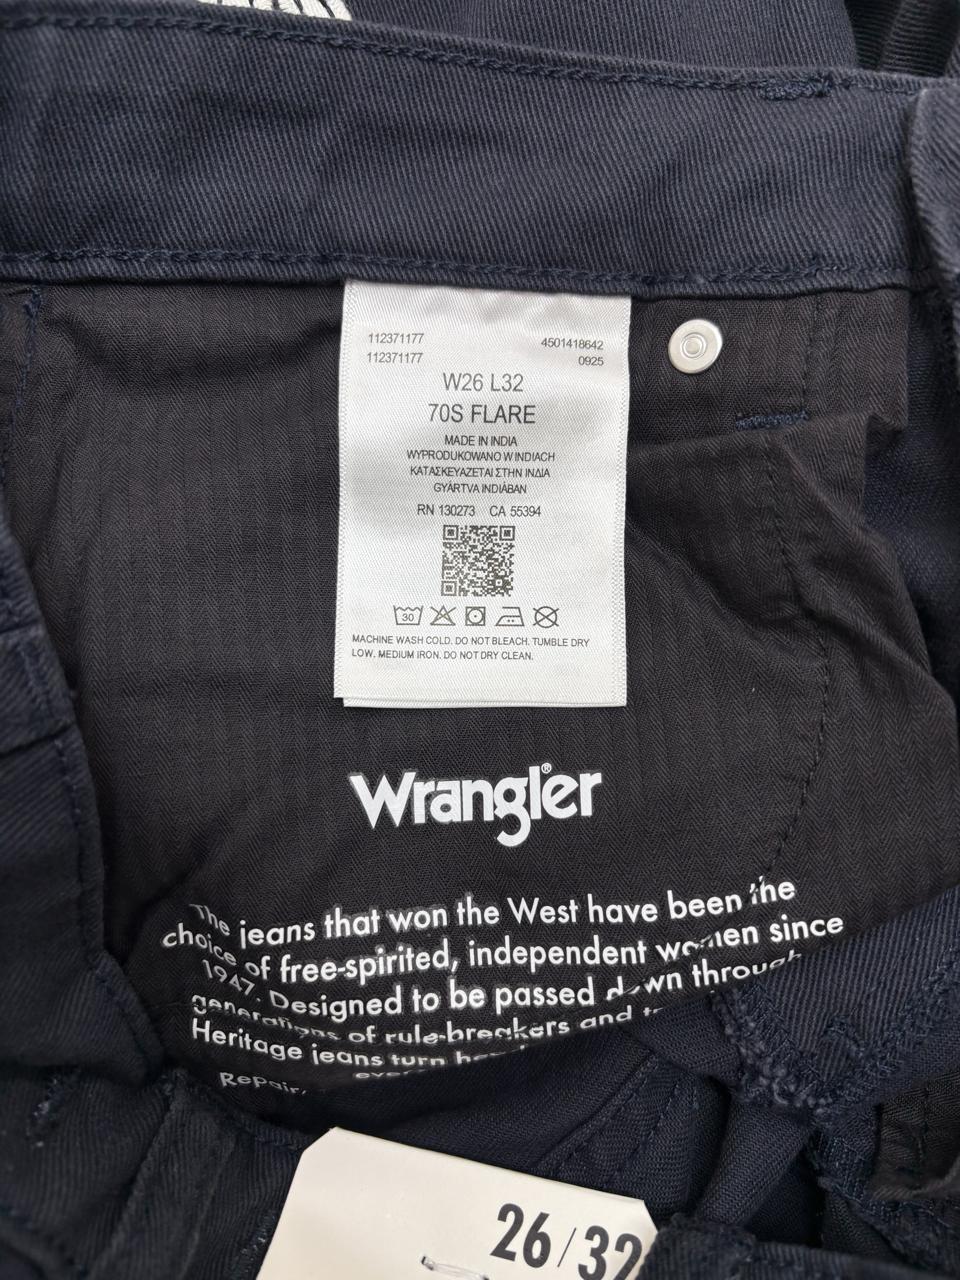 112371177 4501418642
112371177 0925
W26 L32
70S FLARE
MADE IN INDIA
WYPRODUKOWANO W INDIACH
ΚΑΤΑΣΚΕΥΑΖΕΤΑΙ ΣΤΗΝ ΙΝΔΙΑ
GYÁRTVA INDIÁBAN
RN 130273 CA 55394
30
MACHINE WASH COLD. DO NOT BLEACH. TUMBLE DRY
LOW. MEDIUM IRON. DO NOT DRY CLEAN.
Wrangler®
The jeans that won the West have been the
choice of free-spirited, independent women since
1947. Designed to be passed down through
generations of rule-breakers and
Heritage jeans turn
Repair,
26/32